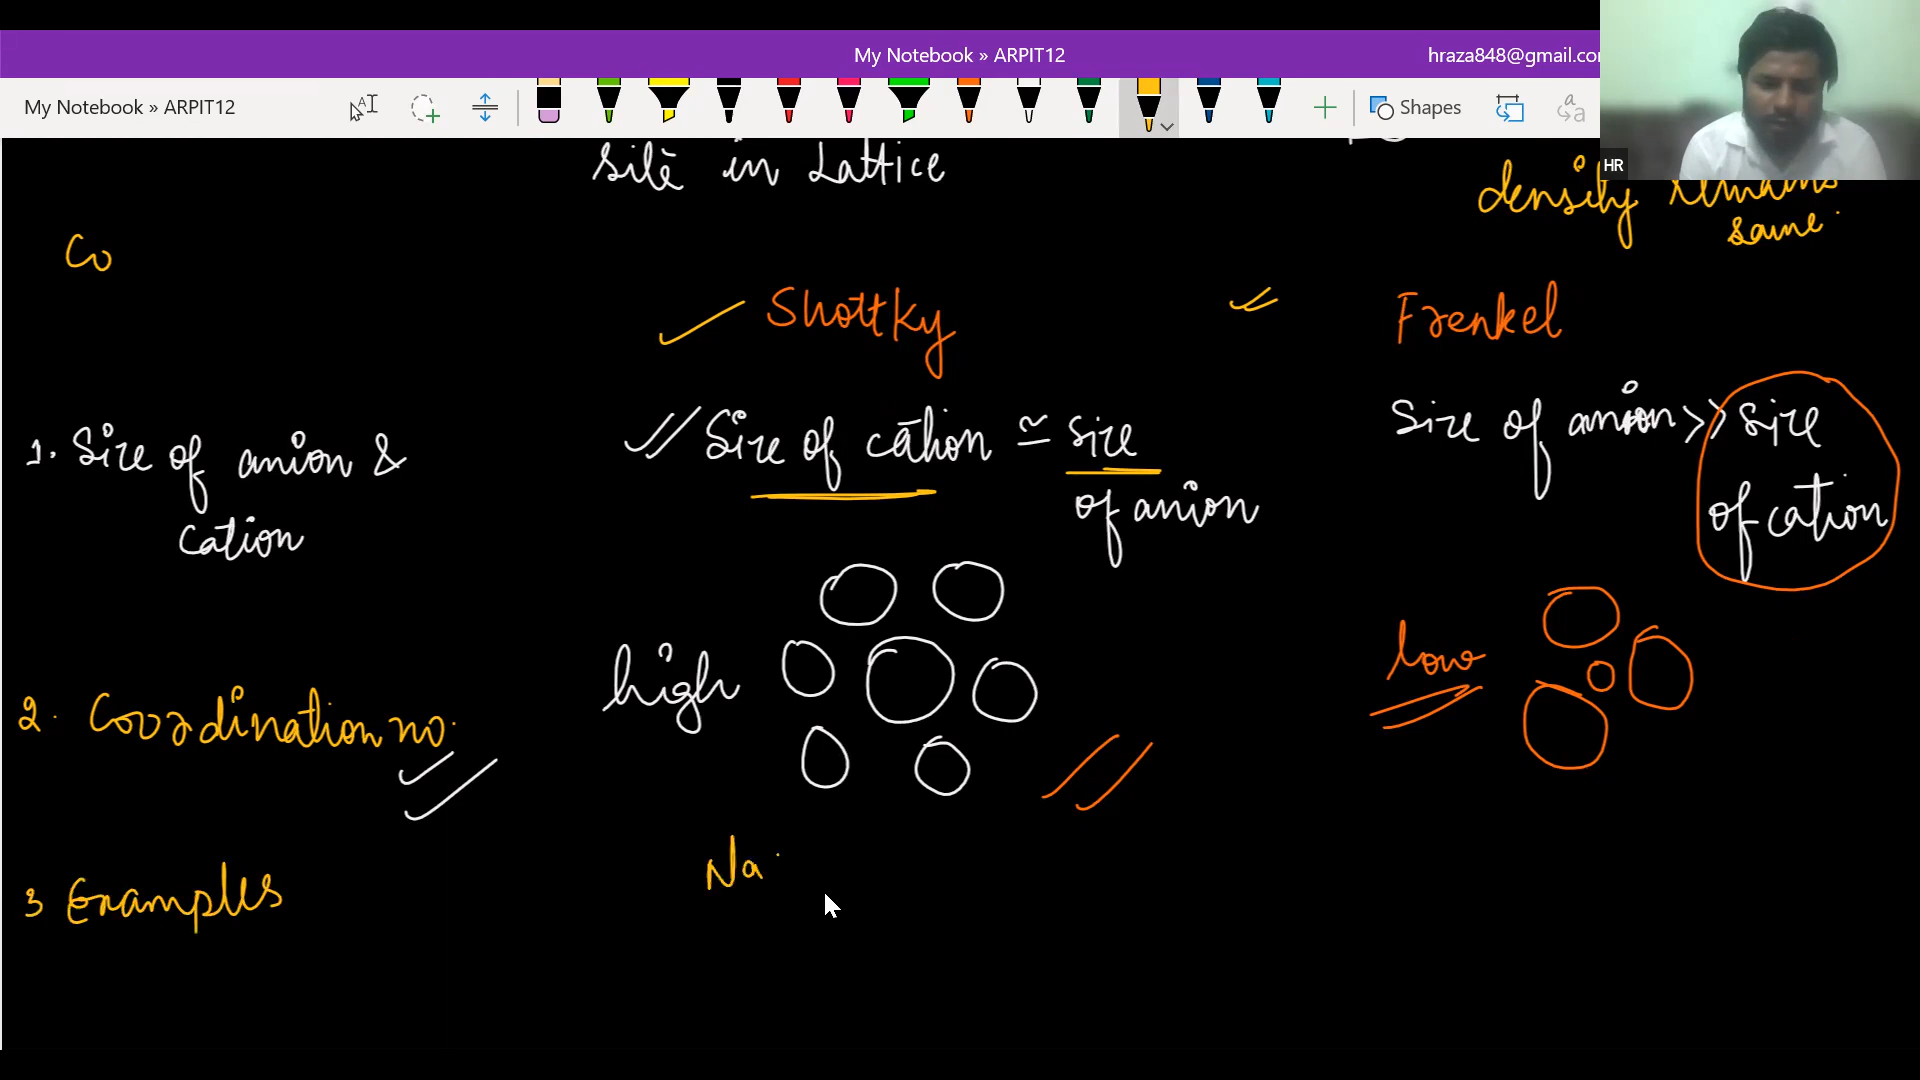 My Notebook » ARPIT12
hraza848@gmail.co
My Notebook » ARPIT12
Shapes
HR
site in Lattice
density remains
same
Co
Shottky
Frenkel
1. Size of anion &
cation
Size of cation ≃ size
of anion
Size of anion >> size
of cation
2. Coordination no.
high
low
3 Examples
Na